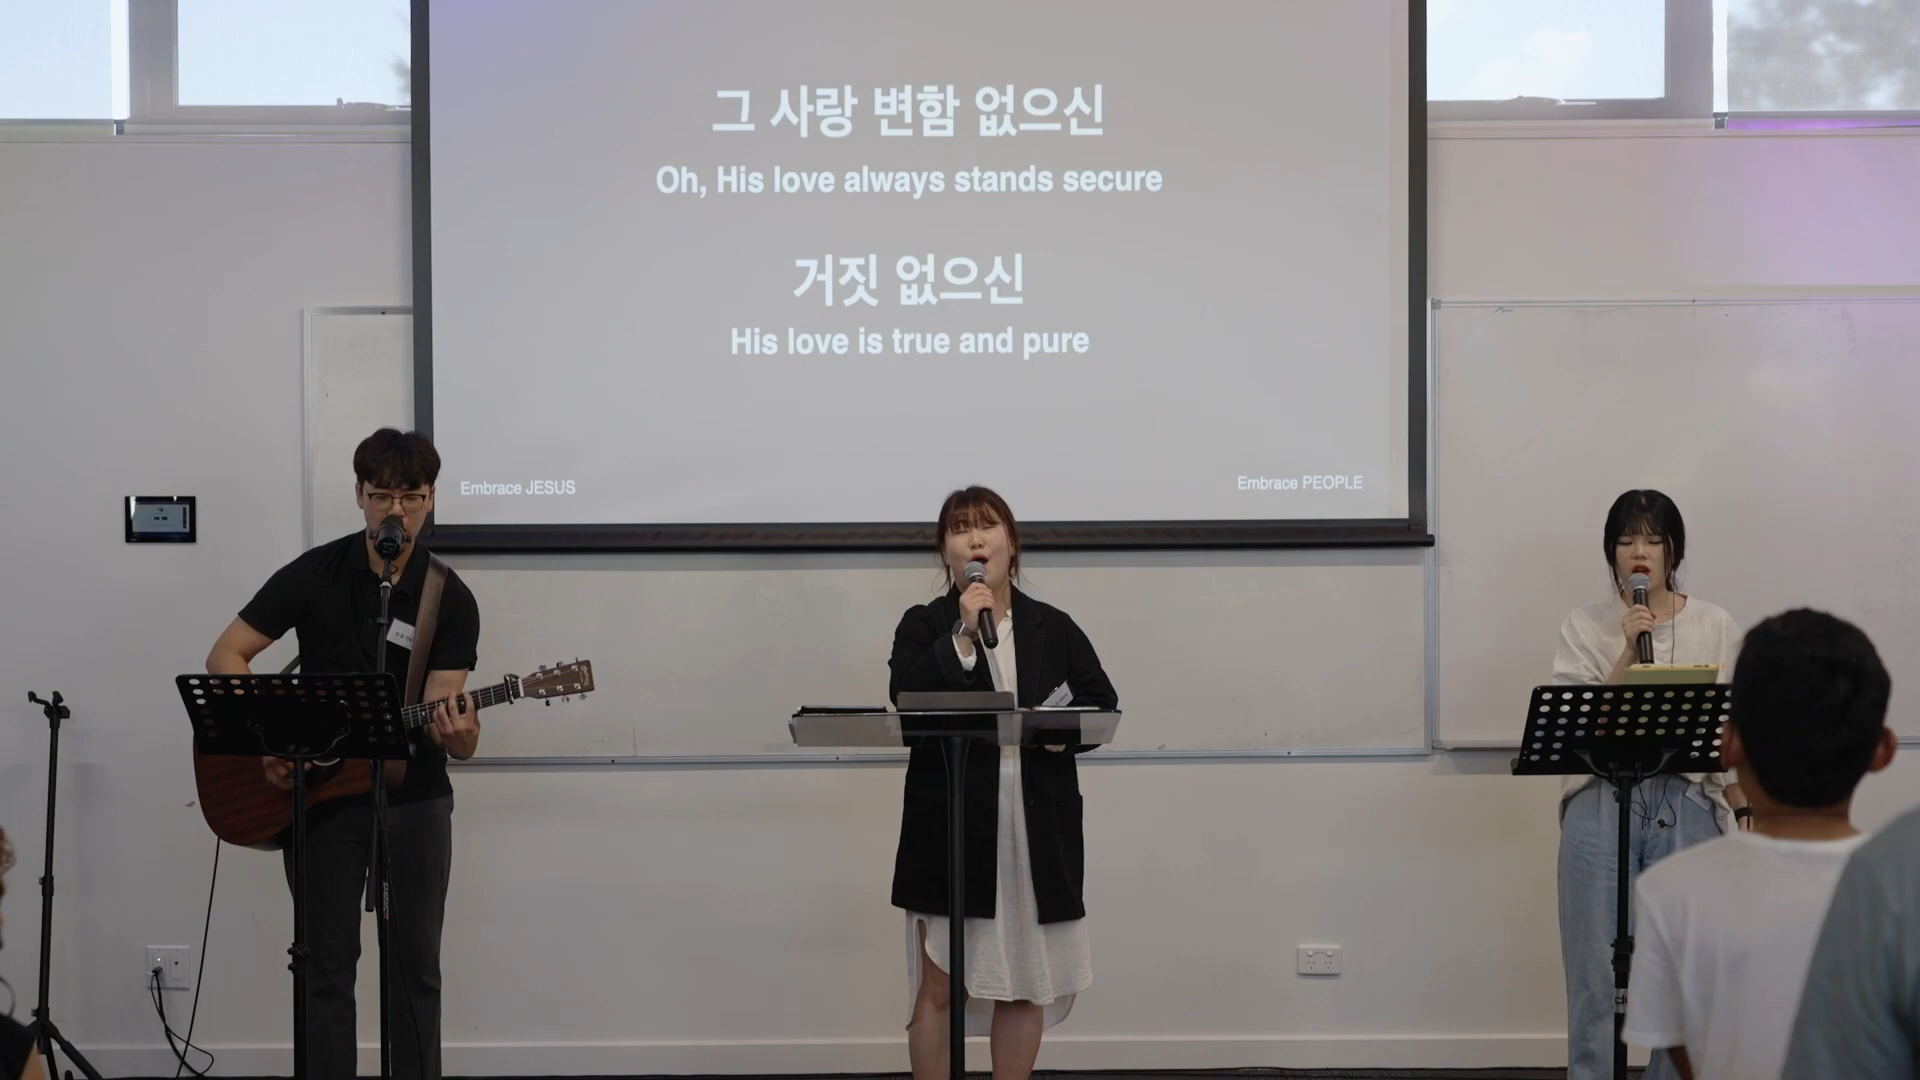 그 사랑 변함 없으신
Oh, His love always stands secure
거짓 없으신
His love is true and pure
Embrace JESUS
Embrace PEOPLE